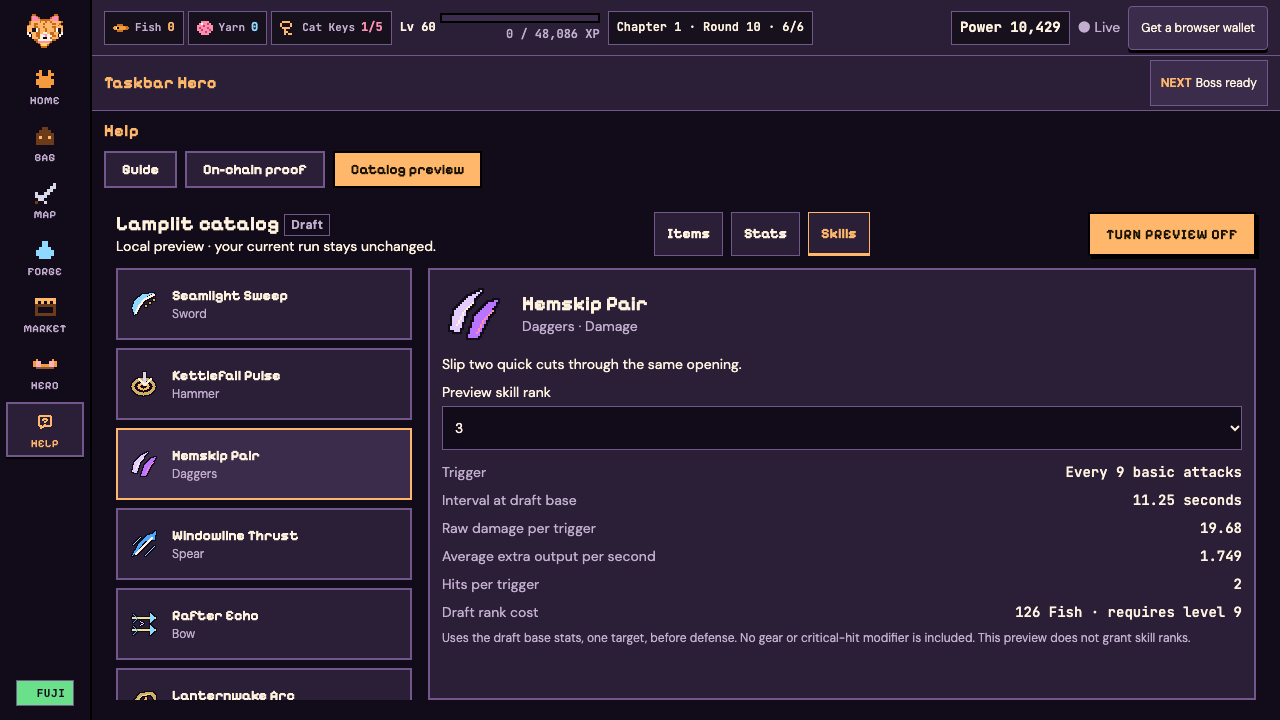 Fish 0
Yarn 0
Cat Keys 1/5
Lv 60
0 / 48,086 XP
Chapter 1 · Round 10 · 6/6
Power 10,429
Live
Get a browser wallet
HOME
BAG
MAP
FORGE
MARKET
HERO
HELP
FUJI
Taskbar Hero
NEXT Boss ready
Help
Guide
On-chain proof
Catalog preview
Lamplit catalog Draft
Local preview · your current run stays unchanged.
Items
Stats
Skills
TURN PREVIEW OFF
Seamlight Sweep
Sword
Kettlefall Pulse
Hammer
Hemskip Pair
Daggers
Windowline Thrust
Spear
Rafter Echo
Bow
Lanternwake Arc
Hemskip Pair
Daggers · Damage
Slip two quick cuts through the same opening.
Preview skill rank
3
Trigger Every 9 basic attacks
Interval at draft base 11.25 seconds
Raw damage per trigger 19.68
Average extra output per second 1.749
Hits per trigger 2
Draft rank cost 126 Fish · requires level 9
Uses the draft base stats, one target, before defense. No gear or critical-hit modifier is included. This preview does not grant skill ranks.